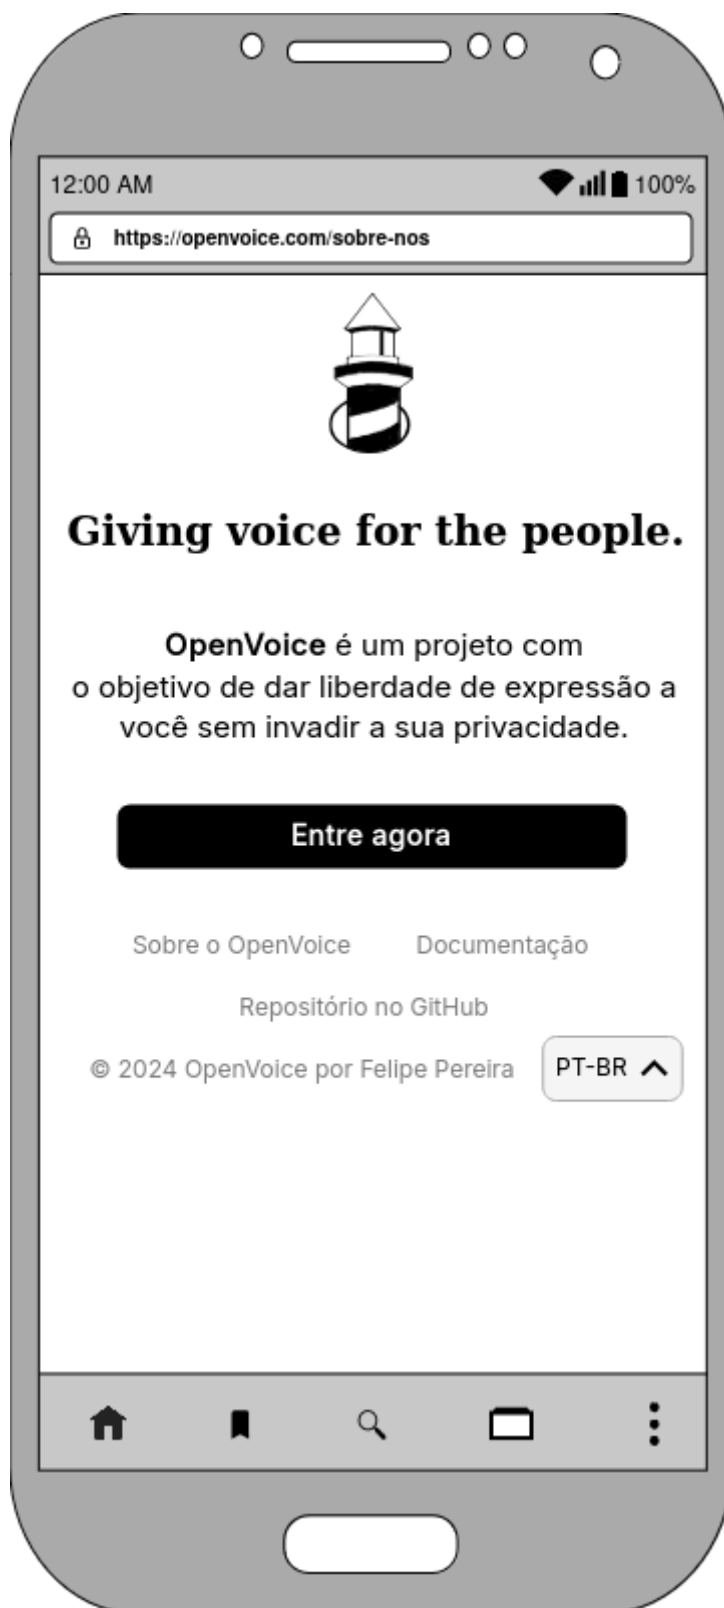 12:00 AM 100%
https://openvoice.com/sobre-nos
Giving voice for the people.
OpenVoice é um projeto com
o objetivo de dar liberdade de expressão a
você sem invadir a sua privacidade.
Entre agora
Sobre o OpenVoice Documentação
Repositório no GitHub
© 2024 OpenVoice por Felipe Pereira PT-BR